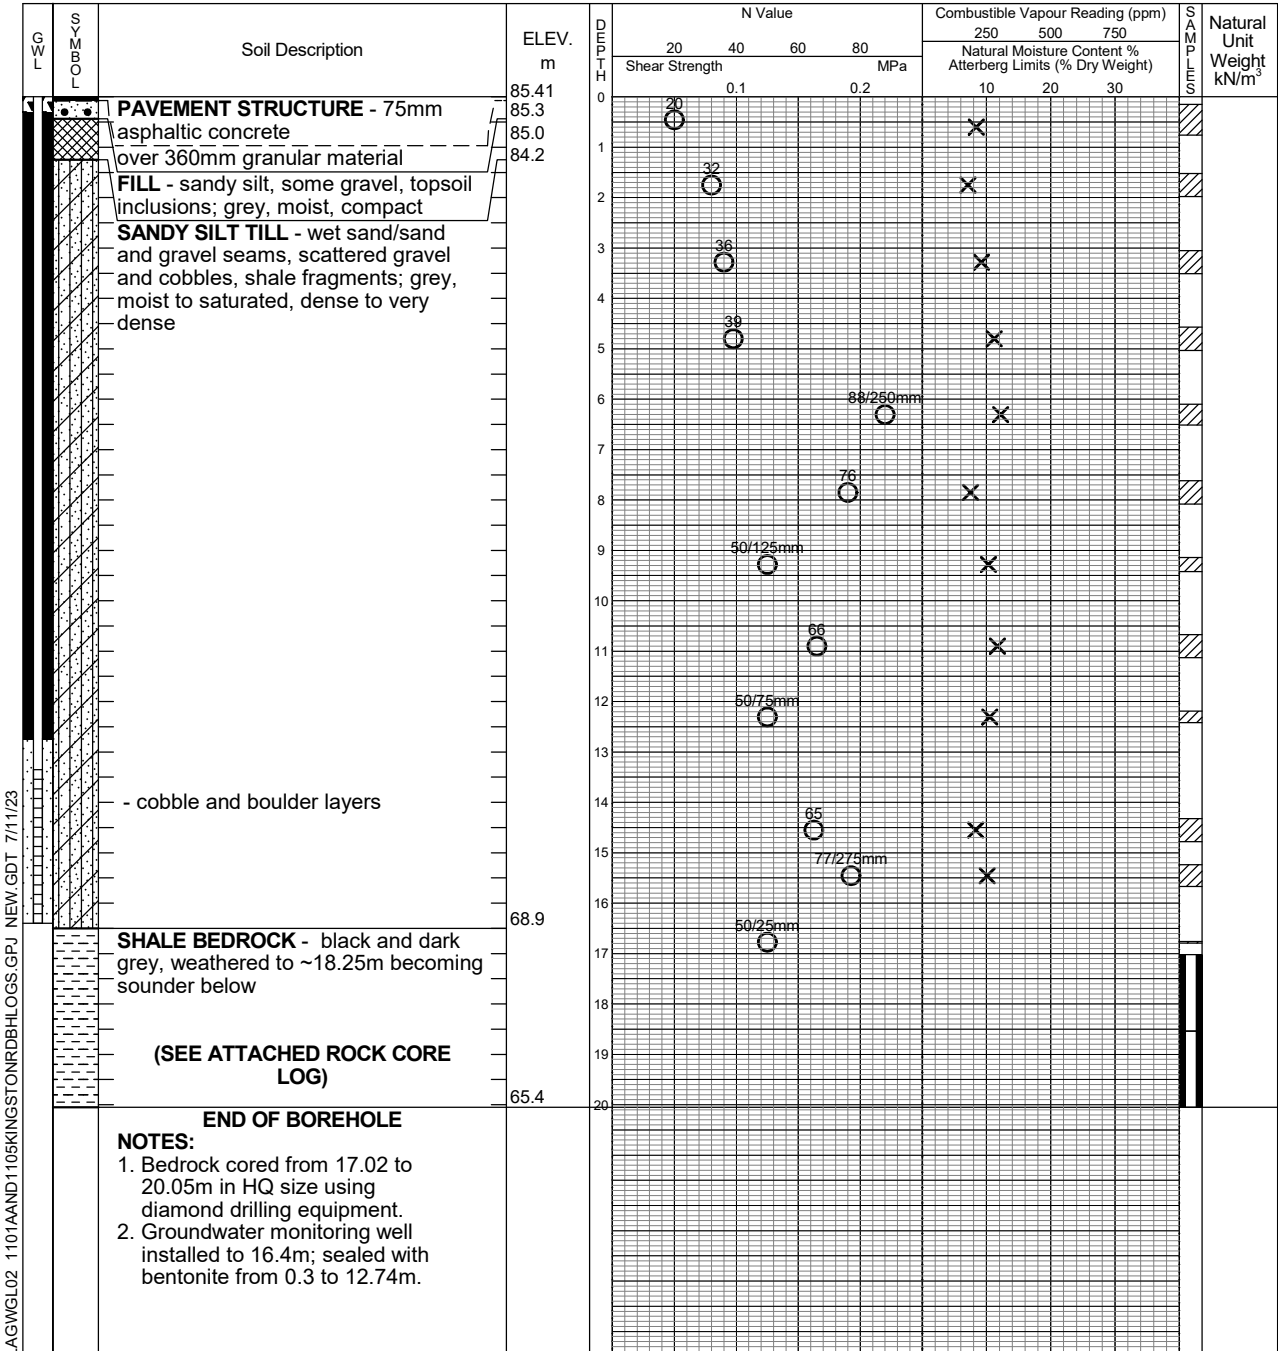 GWL
SYMBOL
Soil Description
ELEV.
m
DEPTH
N Value
20 40 60 80
Shear Strength MPa
0.1 0.2
Combustible Vapour Reading (ppm)
250 500 750
Natural Moisture Content %
Atterberg Limits (% Dry Weight)
10 20 30
SAMPLES
Natural
Unit
Weight
kN/m³
85.41
0
PAVEMENT STRUCTURE - 75mm
asphaltic concrete
over 360mm granular material
85.3
85.0
84.2
FILL - sandy silt, some gravel, topsoil
inclusions; grey, moist, compact
SANDY SILT TILL - wet sand/sand
and gravel seams, scattered gravel
and cobbles, shale fragments; grey,
moist to saturated, dense to very
dense
20
1
32
2
3
36
4
39
5
6
88/250mm
7
76
8
9
50/125mm
10
66
11
12
50/75mm
13
- cobble and boulder layers
14
65
15
77/275mm
16
68.9
50/25mm
SHALE BEDROCK - black and dark
grey, weathered to ~18.25m becoming
sounder below
17
18
(SEE ATTACHED ROCK CORE
LOG)
19
65.4
20
END OF BOREHOLE
NOTES:
1. Bedrock cored from 17.02 to
20.05m in HQ size using
diamond drilling equipment.
2. Groundwater monitoring well
installed to 16.4m; sealed with
bentonite from 0.3 to 12.74m.
AGWGL02 1101AAND1105KINGSTONRDBHLOGS.GPJ NEW.GDT 7/11/23